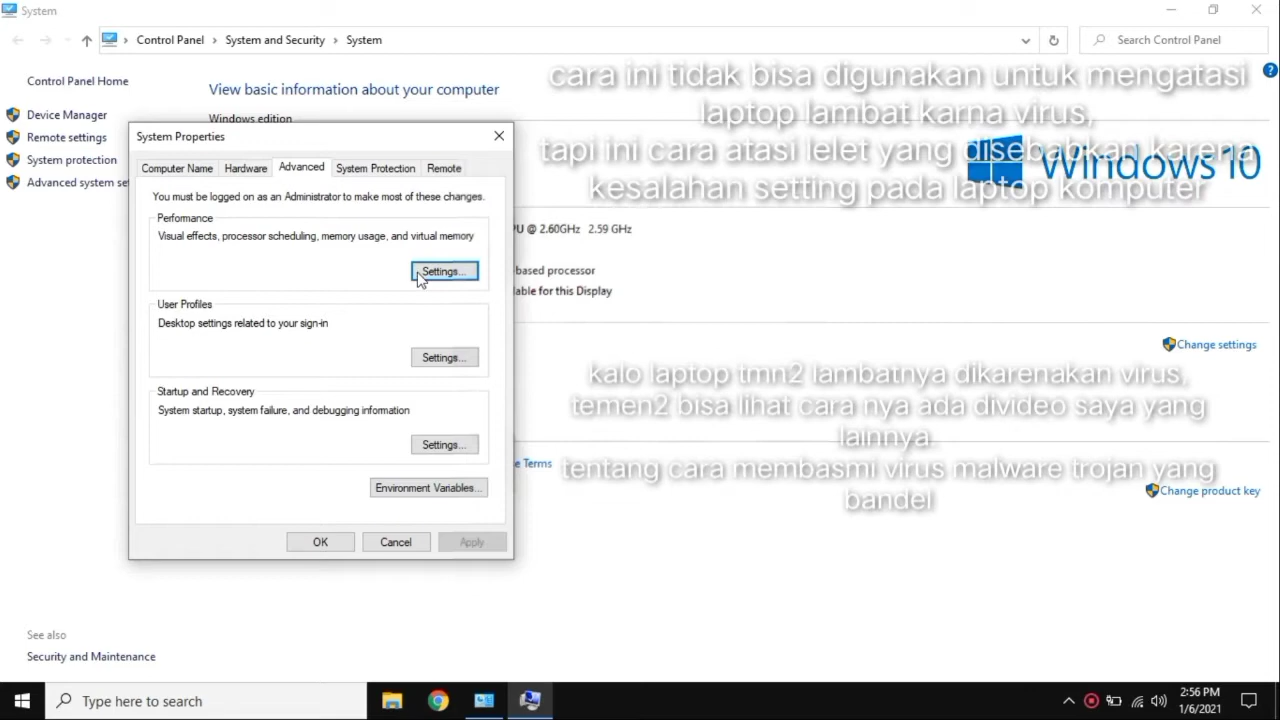 System
Control Panel
System and Security
System
Search Control Panel
Control Panel Home
Device Manager
Remote settings
System protection
Advanced system
View basic information about your computer
Windows edition
cara ini tidak bisa digunakan untuk mengatasi
laptop lambat karna virus,
tapi ini cara atasi lelet yang disebabkan karena
kesalahan setting pada laptop komputer
Windows 10
System Properties
Computer Name
Hardware
Advanced
System Protection
Remote
You must be logged on as an Administrator to make most of these changes.
Performance
Visual effects, processor scheduling, memory usage, and virtual memory
Settings...
User Profiles
Desktop settings related to your sign-in
Settings...
Startup and Recovery
System startup, system failure, and debugging information
Settings...
Environment Variables...
OK
Cancel
Apply
PU @ 2.60GHz 2.59 GHz
based processor
lable for this Display
Change settings
kalo laptop tmn2 lambatnya dikarenakan virus,
temen2 bisa lihat cara nya ada divideo saya yang
lainnya.
tentang cara membasmi virus malware trojan yang
bandel
e Terms
Change product key
See also
Security and Maintenance
Type here to search
2:56 PM
1/6/2021